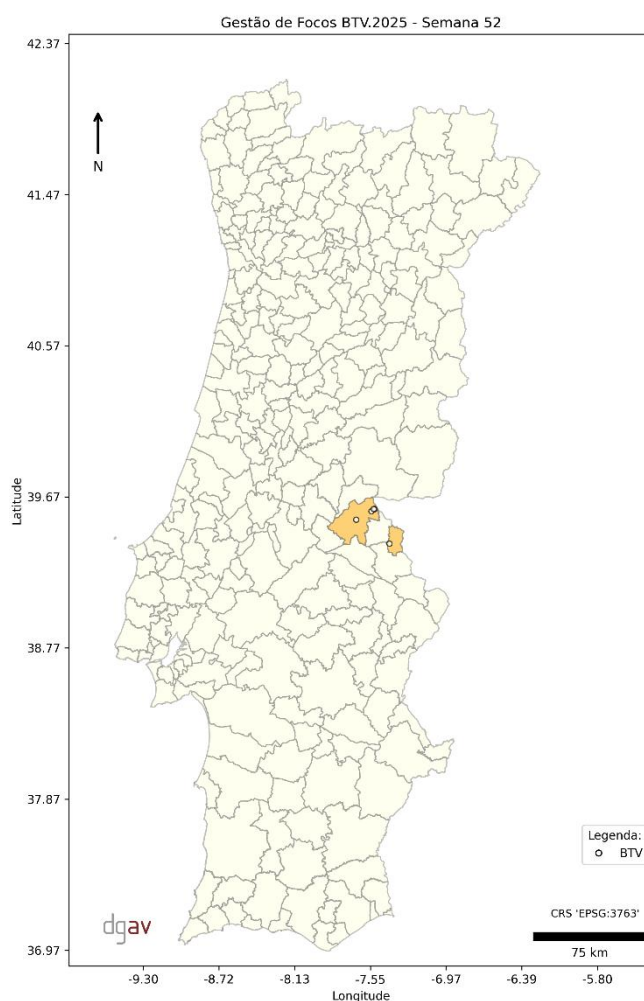 Gestão de Focos BTV.2025 - Semana 52
42.37
N
41.47
40.57
Latitude
39.67
38.77
37.87
Legenda:
BTV
CRS 'EPSG:3763'
dgav
75 km
36.97
-9.30 -8.72 -8.13 -7.55 -6.97 -6.39 -5.80
Longitude